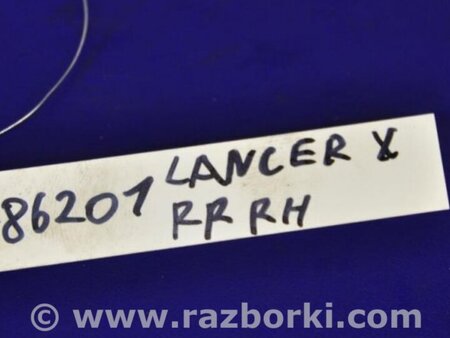 86201 LANCER X
RR RH
© www.razborki.com